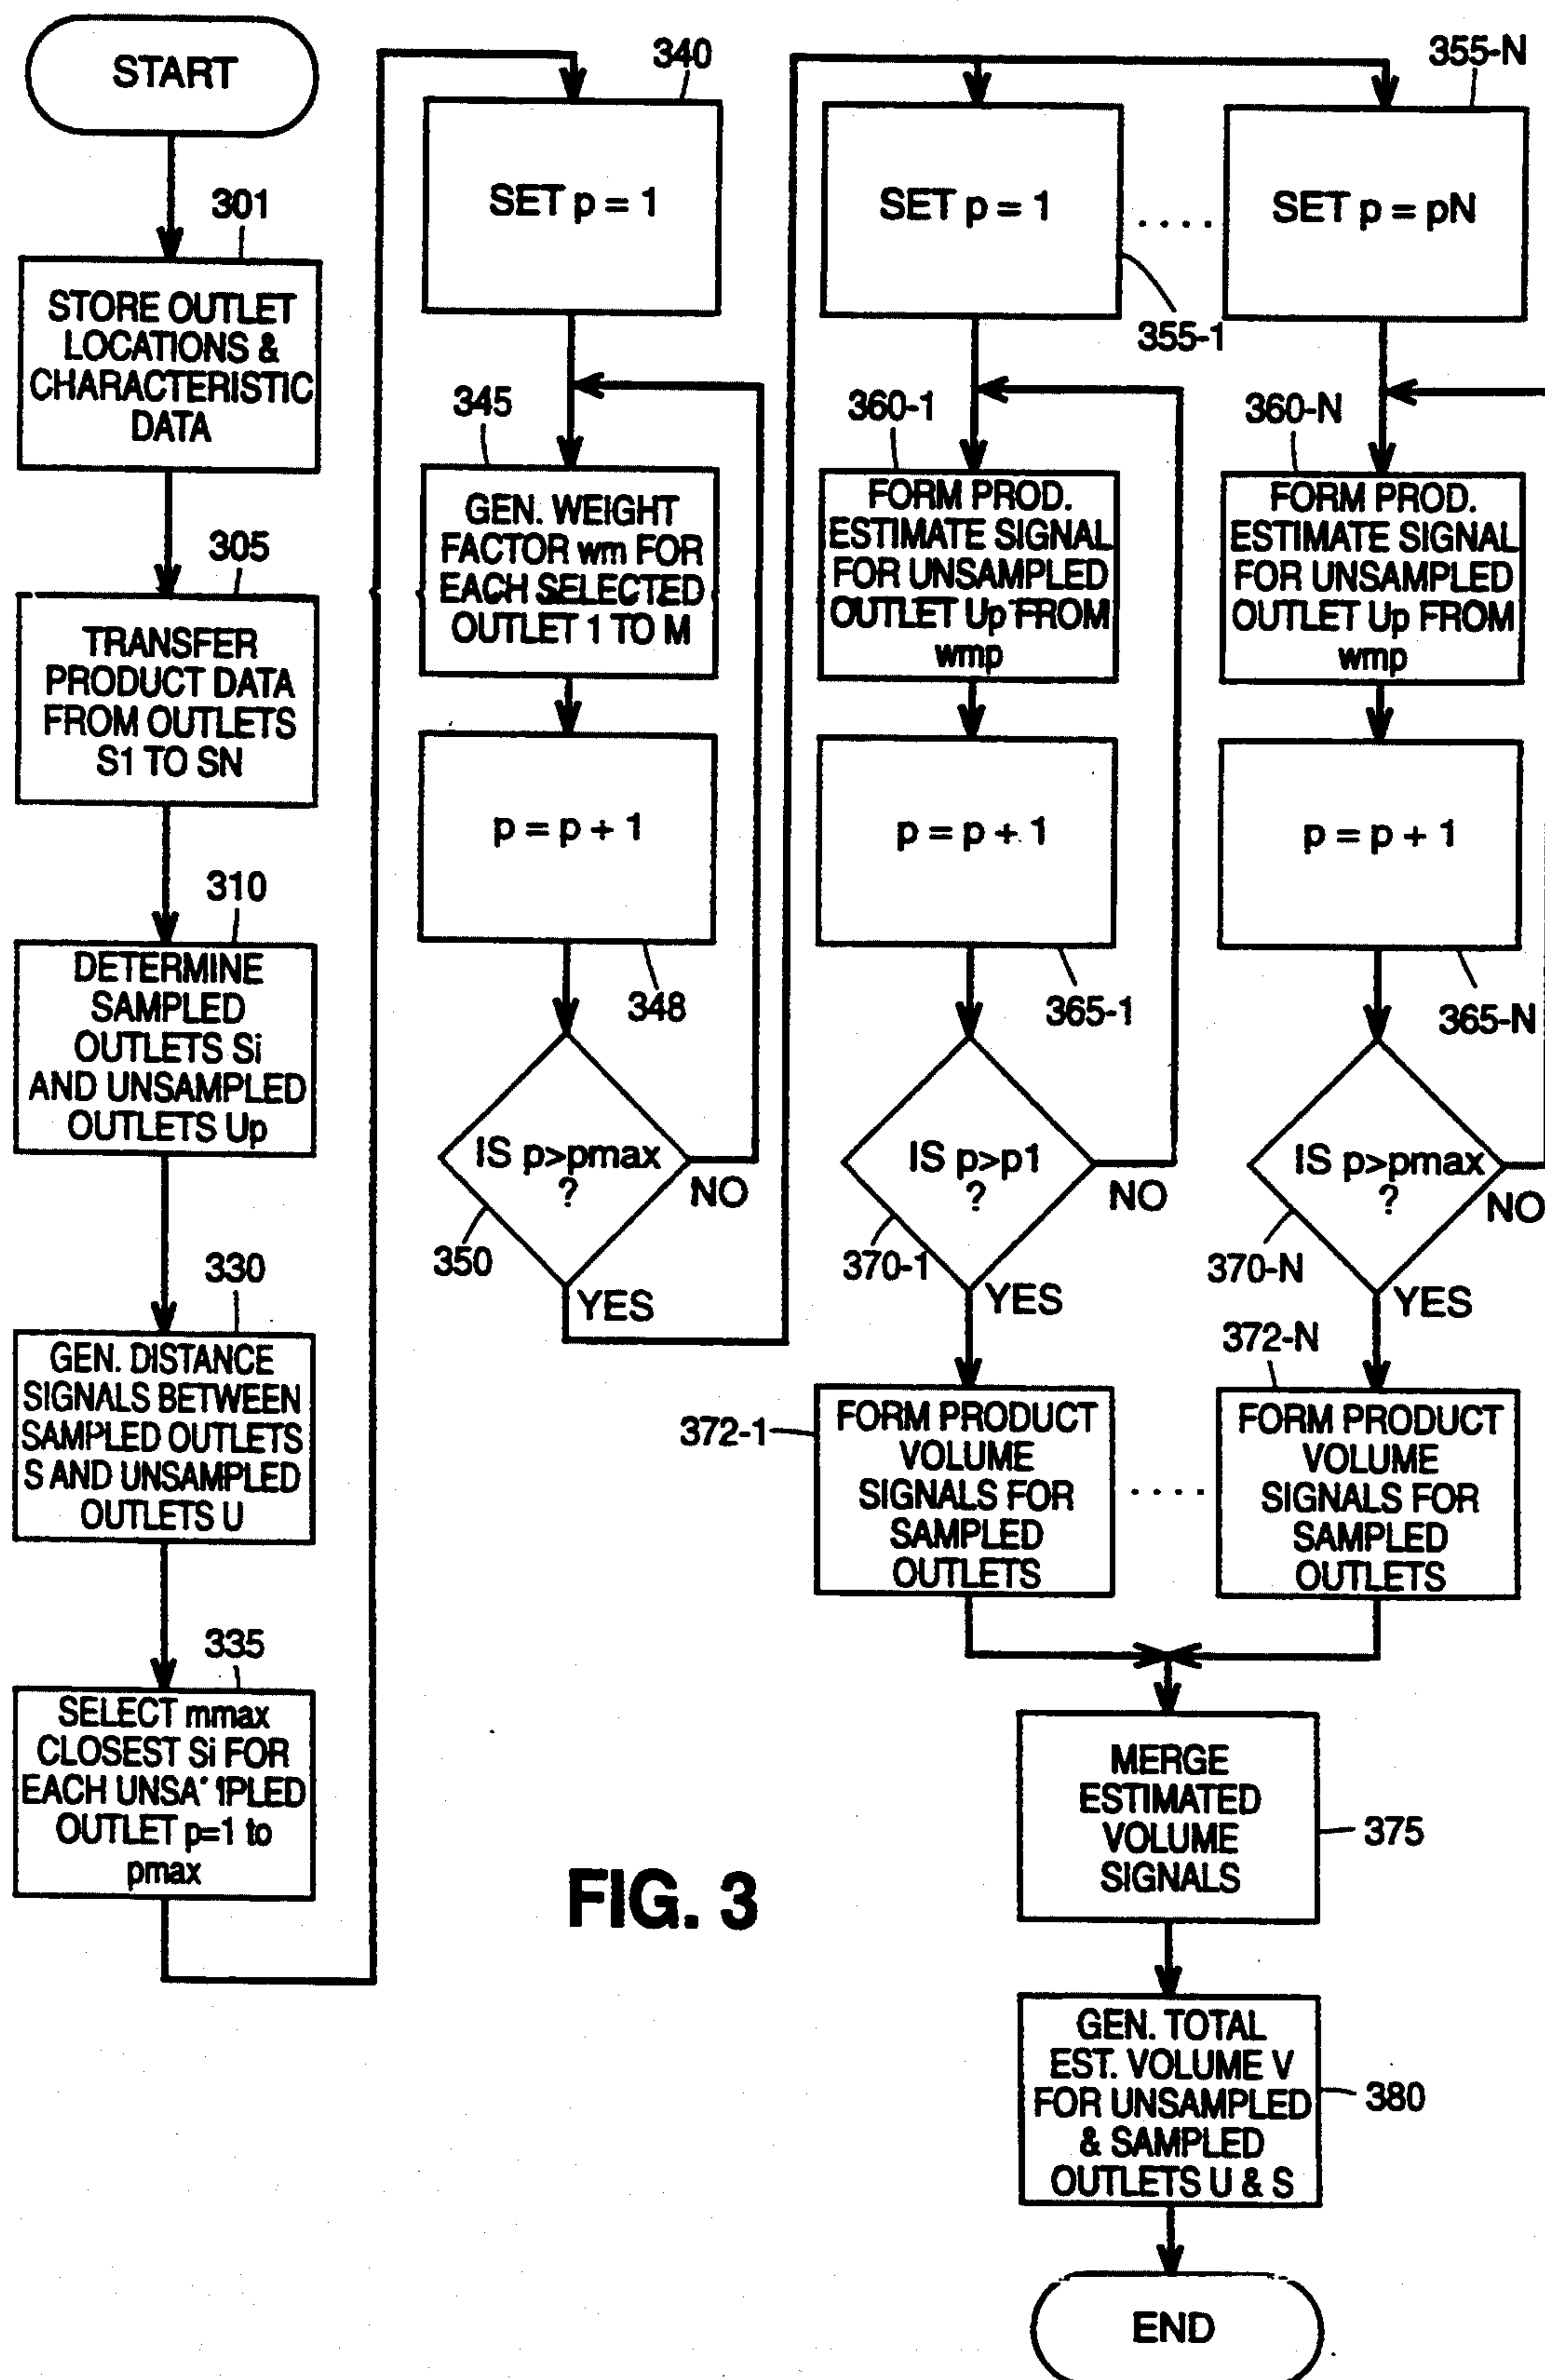 START
301
STORE OUTLET
LOCATIONS &
CHARACTERISTIC
DATA
305
TRANSFER
PRODUCT DATA
FROM OUTLETS
S1 TO SN
310
DETERMINE
SAMPLED
OUTLETS Si
AND UNSAMPLED
OUTLETS Up
330
GEN. DISTANCE
SIGNALS BETWEEN
SAMPLED OUTLETS
S AND UNSAMPLED
OUTLETS U
335
SELECT mmax
CLOSEST Si FOR
EACH UNSAMPLED
OUTLET p=1 to
pmax
340
SET p = 1
345
GEN. WEIGHT
FACTOR wm FOR
EACH SELECTED
OUTLET 1 TO M
p = p + 1
348
IS p>pmax
?
NO
350
YES
SET p = 1
355-1
360-1
FORM PROD.
ESTIMATE SIGNAL
FOR UNSAMPLED
OUTLET Up FROM
wmp
p = p + 1
365-1
IS p>p1
?
NO
370-1
YES
372-1
FORM PRODUCT
VOLUME
SIGNALS FOR
SAMPLED
OUTLETS
....
355-N
SET p = pN
360-N
FORM PROD.
ESTIMATE SIGNAL
FOR UNSAMPLED
OUTLET Up FROM
wmp
p = p + 1
365-N
IS p>pmax
?
NO
370-N
YES
372-N
....
FORM PRODUCT
VOLUME
SIGNALS FOR
SAMPLED
OUTLETS
MERGE
ESTIMATED
VOLUME
SIGNALS
375
GEN. TOTAL
EST. VOLUME V
FOR UNSAMPLED
& SAMPLED
OUTLETS U & S
380
END
FIG. 3